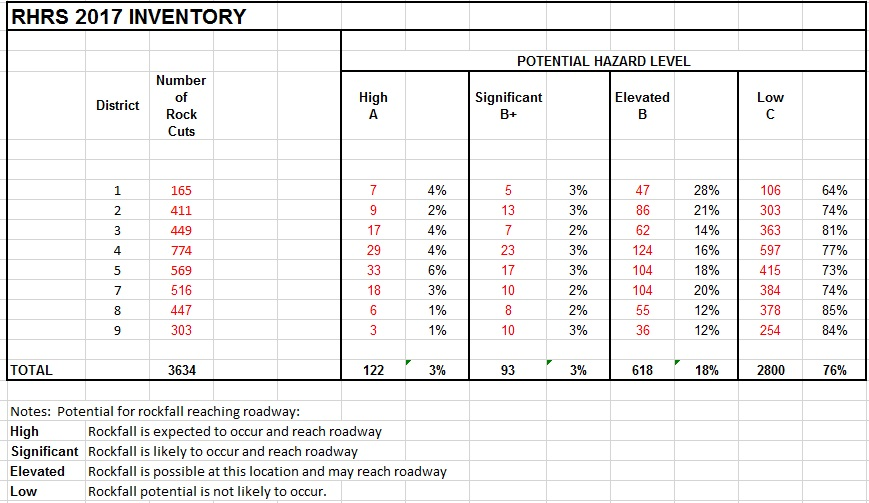 RHRS 2017 INVENTORY
POTENTIAL HAZARD LEVEL
District Number of Rock Cuts High A Significant B+ Elevated B Low C
1 165 7 4% 5 3% 47 28% 106 64%
2 411 9 2% 13 3% 86 21% 303 74%
3 449 17 4% 7 2% 62 14% 363 81%
4 774 29 4% 23 3% 124 16% 597 77%
5 569 33 6% 17 3% 104 18% 415 73%
7 516 18 3% 10 2% 104 20% 384 74%
8 447 6 1% 8 2% 55 12% 378 85%
9 303 3 1% 10 3% 36 12% 254 84%
TOTAL 3634 122 3% 93 3% 618 18% 2800 76%
Notes: Potential for rockfall reaching roadway:
High Rockfall is expected to occur and reach roadway
Significant Rockfall is likely to occur and reach roadway
Elevated Rockfall is possible at this location and may reach roadway
Low Rockfall potential is not likely to occur.